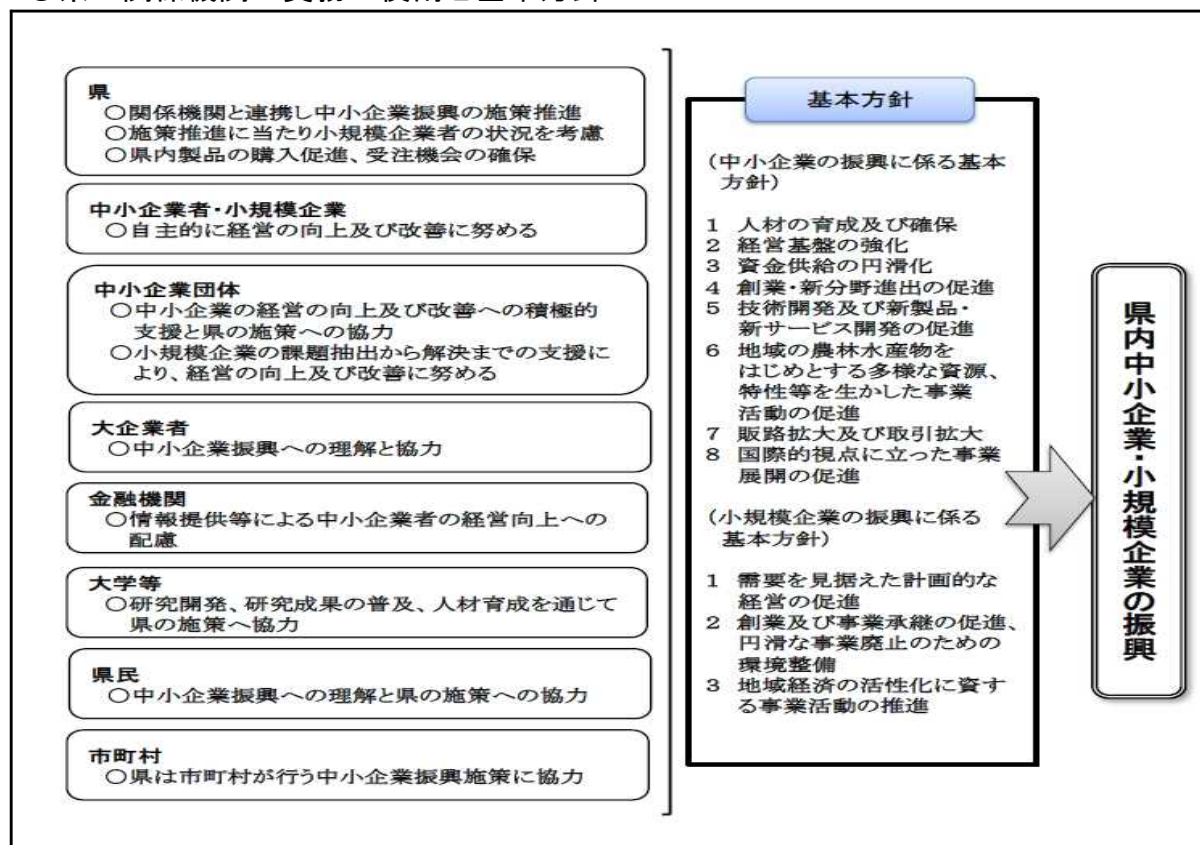 県
○関係機関と連携し中小企業振興の施策推進
○施策推進に当たり小規模企業者の状況を考慮
○県内製品の購入促進、受注機会の確保
中小企業者・小規模企業
○自主的に経営の向上及び改善に努める
中小企業団体
○中小企業の経営の向上及び改善への積極的
支援と県の施策への協力
○小規模企業の課題抽出から解決までの支援に
より、経営の向上及び改善に努める
大企業者
○中小企業振興への理解と協力
金融機関
○情報提供等による中小企業者の経営向上への
配慮
大学等
○研究開発、研究成果の普及、人材育成を通じて
県の施策へ協力
県民
○中小企業振興への理解と県の施策への協力
市町村
○県は市町村が行う中小企業振興施策に協力
基本方針
(中小企業の振興に係る基本
方針)
1 人材の育成及び確保
2 経営基盤の強化
3 資金供給の円滑化
4 創業・新分野進出の促進
5 技術開発及び新製品・
新サービス開発の促進
6 地域の農林水産物を
はじめとする多様な資源、
特性等を生かした事業
活動の促進
7 販路拡大及び取引拡大
8 国際的視点に立った事業
展開の促進
(小規模企業の振興に係る
基本方針)
1 需要を見据えた計画的な
経営の促進
2 創業及び事業承継の促進、
円滑な事業廃止のための
環境整備
3 地域経済の活性化に資す
る事業活動の推進
県内中小企業・小規模企業の振興